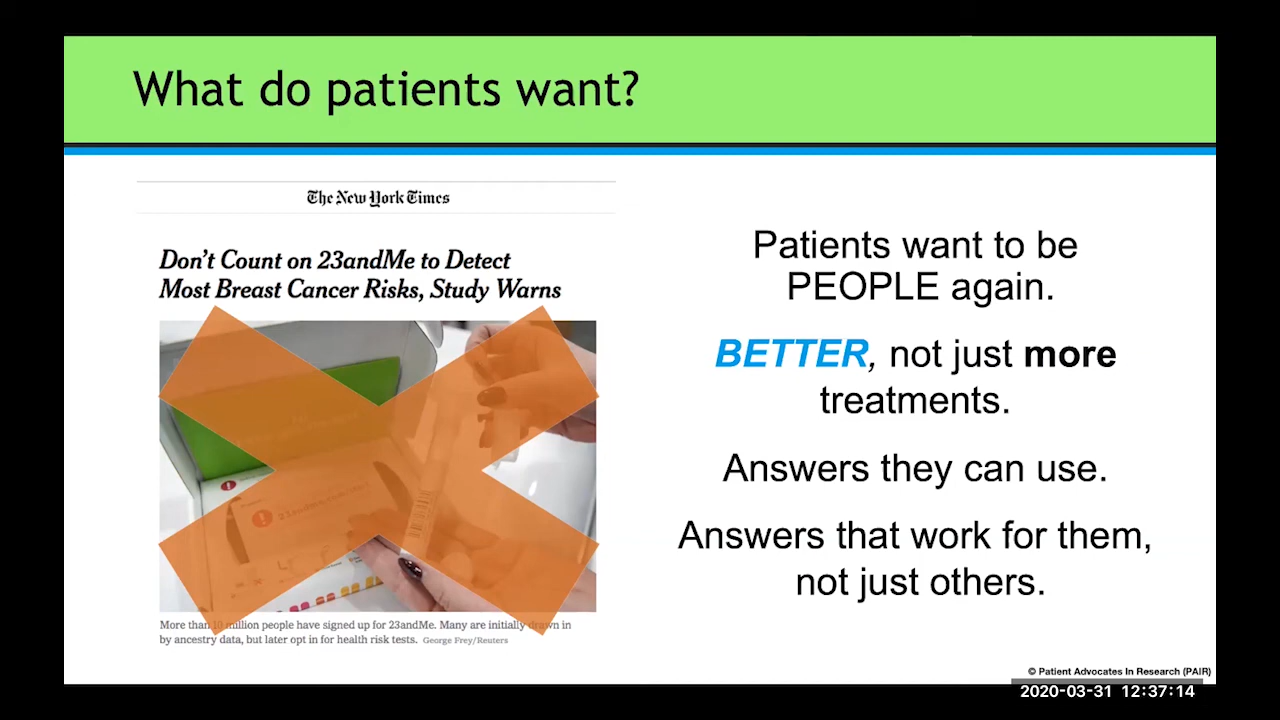 What do patients want?
The New York Times
Don't Count on 23andMe to Detect
Most Breast Cancer Risks, Study Warns
Patients want to be
PEOPLE again.
BETTER, not just more
treatments.
Answers they can use.
Answers that work for them,
not just others.
23andMe
More than 10 million people have signed up for 23andMe. Many are initially drawn in
by ancestry data, but later opt in for health risk tests. George Frey/Reuters
© Patient Advocates In Research (PAIR)
2020-03-31 12:37:14